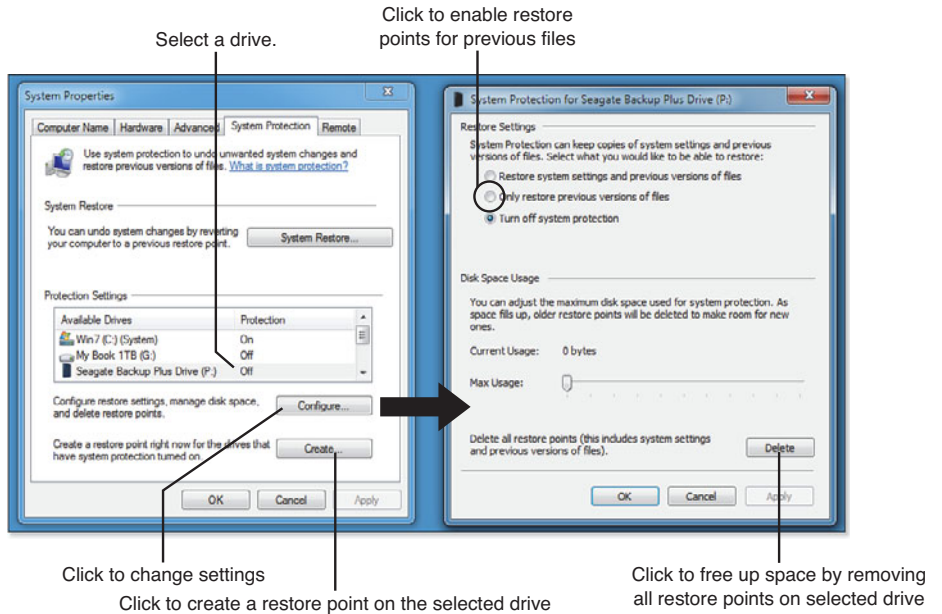 Click to enable restore
points for previous files
Select a drive.
System Properties
Computer Name
Hardware
Advanced
System Protection
Remote
Use system protection to undo unwanted system changes and
restore previous versions of files. What is system protection?
System Restore
You can undo system changes by reverting
your computer to a previous restore point.
System Restore...
Protection Settings
Available Drives
Protection
Win7 (C:) (System)
On
My Book 1TB (G:)
Off
Seagate Backup Plus Drive (P:)
Off
Configure restore settings, manage disk space,
and delete restore points.
Configure...
Create a restore point right now for the drives that
have system protection turned on.
Create...
OK
Cancel
Apply
System Protection for Seagate Backup Plus Drive (P:)
Restore Settings
System Protection can keep copies of system settings and previous
versions of files. Select what you would like to be able to restore:
Restore system settings and previous versions of files
Only restore previous versions of files
Turn off system protection
Disk Space Usage
You can adjust the maximum disk space used for system protection. As
space fills up, older restore points will be deleted to make room for new
ones.
Current Usage:
0 bytes
Max Usage:
Delete all restore points (this includes system settings
and previous versions of files).
Delete
OK
Cancel
Apply
Click to change settings
Click to create a restore point on the selected drive
Click to free up space by removing
all restore points on selected drive